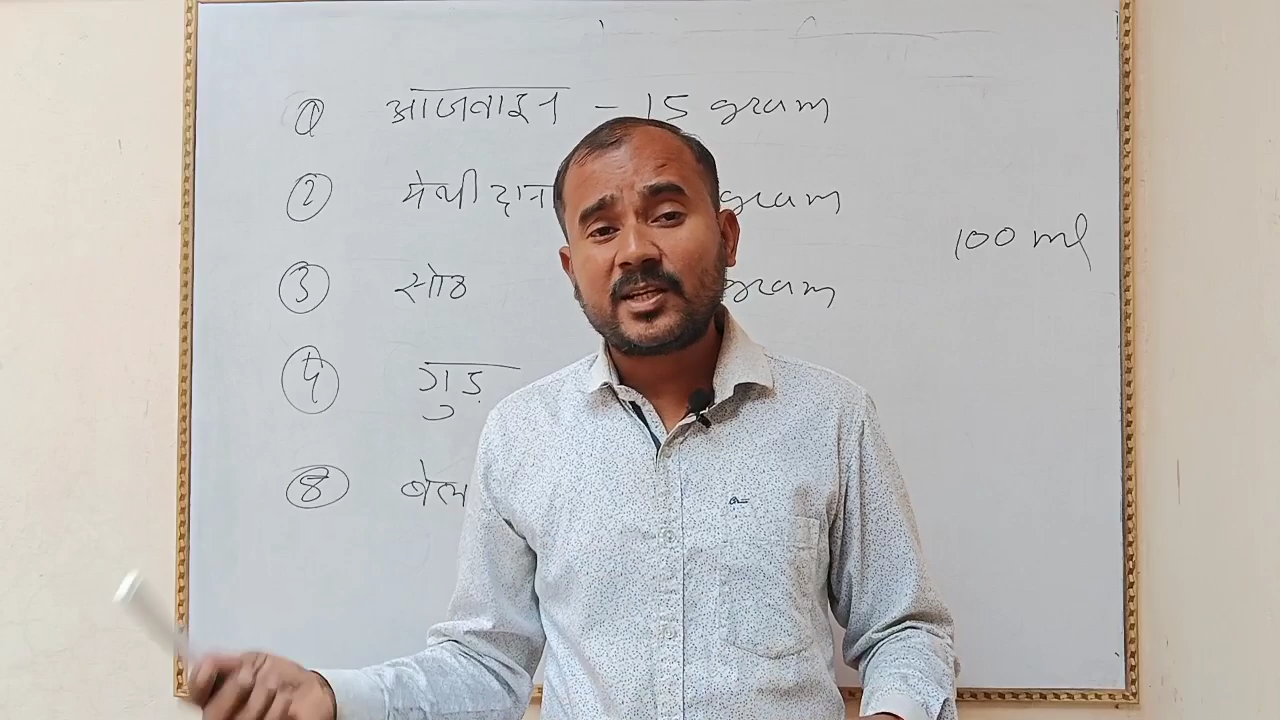 ① आजवाइन - 15 gram
② मेथी दान gram
③ सोठ gram
④ गुड़
⑧ बेल
100 ml